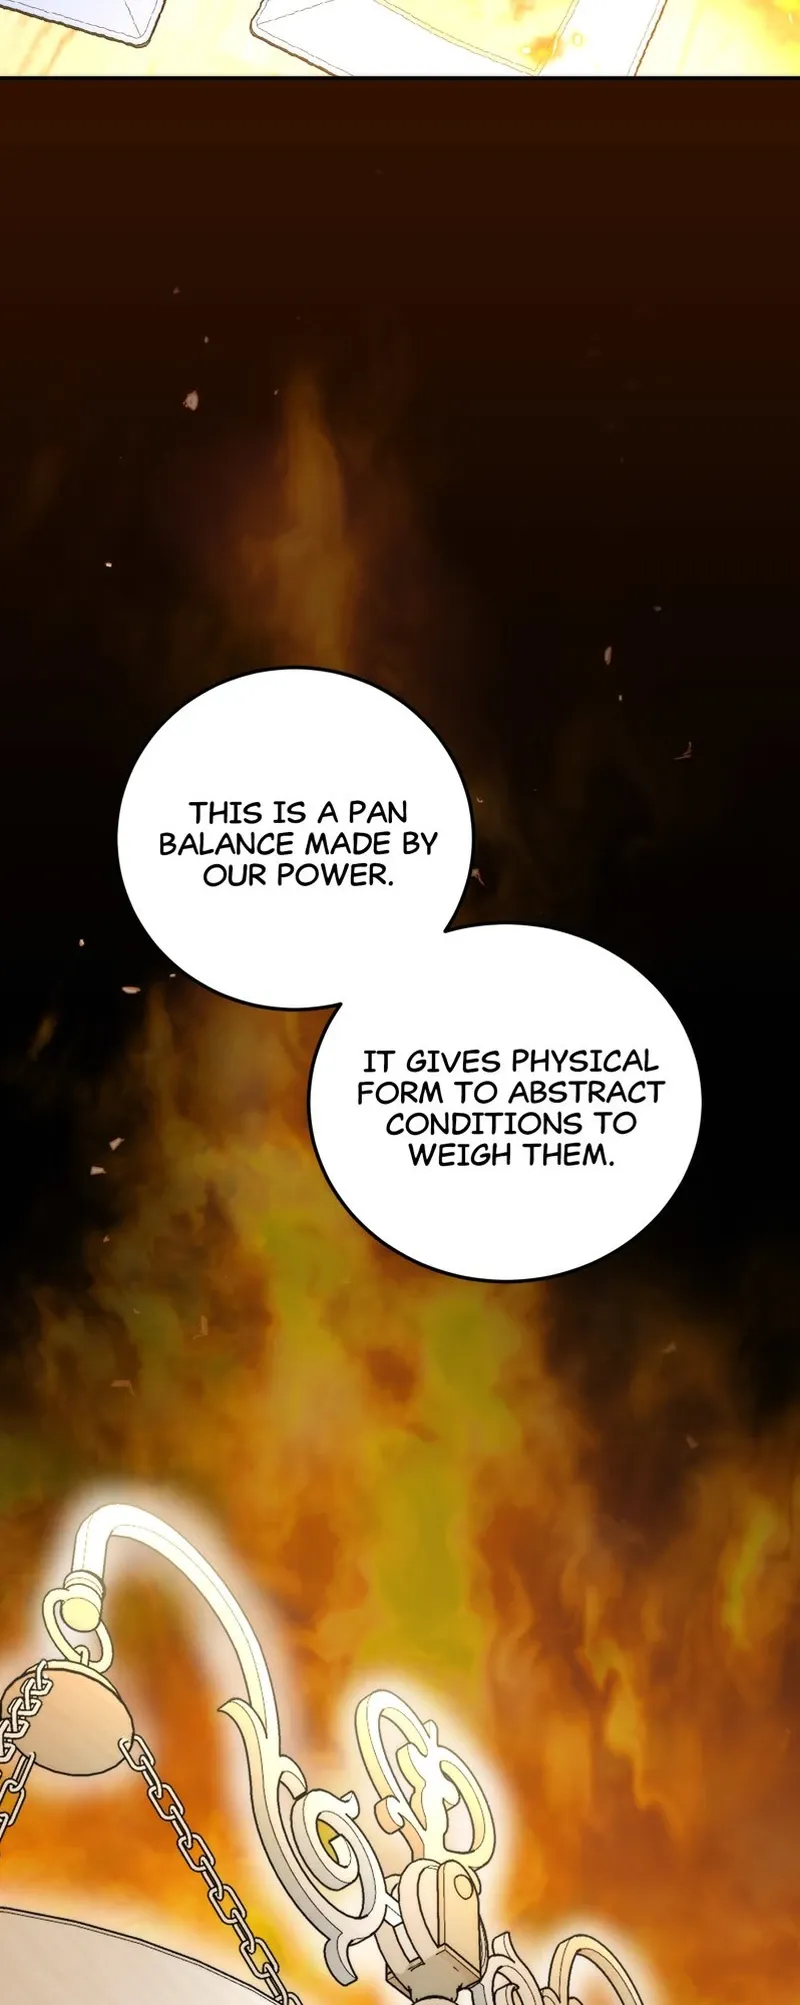 THIS IS A PAN
BALANCE MADE BY
OUR POWER.
IT GIVES PHYSICAL
FORM TO ABSTRACT
CONDITIONS TO
WEIGH THEM.